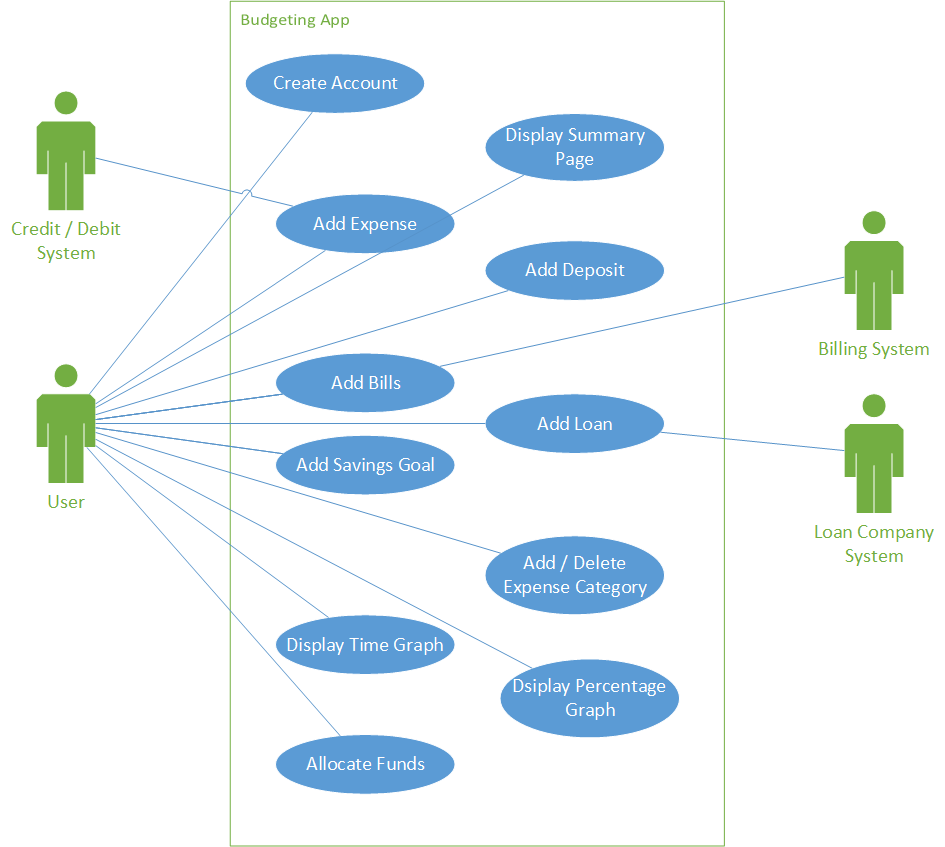 Budgeting App
Create Account
Display Summary
Page
Credit / Debit
System
Add Expense
Add Deposit
Billing System
Add Bills
Add Loan
Add Savings Goal
User
Loan Company
System
Add / Delete
Expense Category
Display Time Graph
Dsiplay Percentage
Graph
Allocate Funds